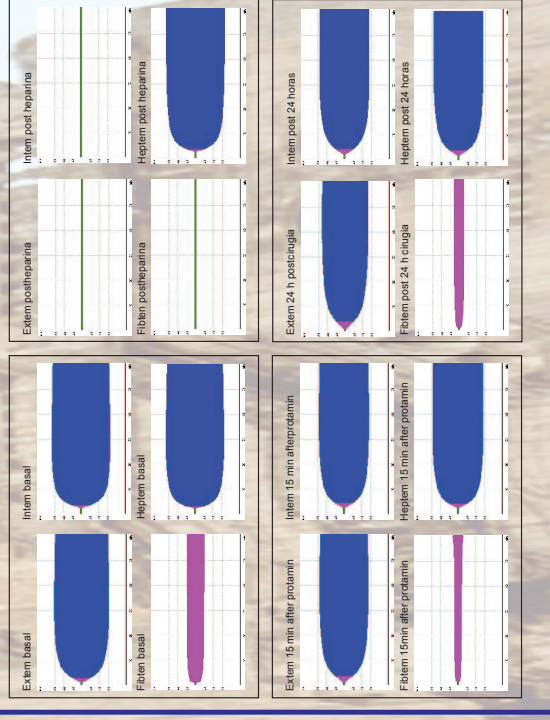 Extem basal
Intem basal
Fibten basal
Heptem basal
Extem postheparina
Intem post heparina
Fibten postheparina
Heptem post heparina
Extem 15 min after protamin
Intem 15 min afterprotamin
Fibtem 15min after protamin
Heptem 15 min after protamin
Extem 24 h postcirugia
Intem post 24 horas
Fibtem post 24 h cirugia
Heptem post 24 horas